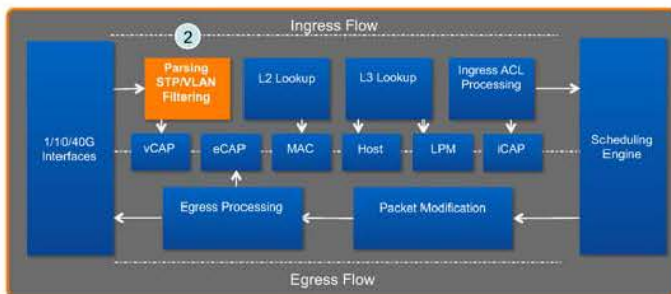 Ingress Flow
2
Parsing
STP/VLAN
Filtering
L2 Lookup
L3 Lookup
Ingress ACL
Processing
1/10/40G
Interfaces
vCAP
eCAP
MAC
Host
LPM
iCAP
Scheduling
Engine
Egress Processing
Packet Modification
Egress Flow